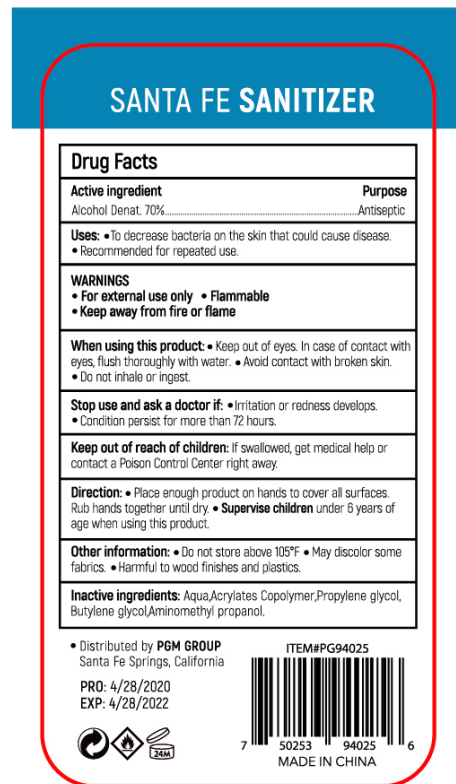 SANTA FE SANITIZER
Drug Facts
Active ingredient Purpose
Alcohol Denat. 70%......................................................Antiseptic
Uses: •To decrease bacteria on the skin that could cause disease.
• Recommended for repeated use.
WARNINGS
• For external use only • Flammable
• Keep away from fire or flame
When using this product: • Keep out of eyes. In case of contact with
eyes, flush thoroughly with water. • Avoid contact with broken skin.
• Do not inhale or ingest.
Stop use and ask a doctor if: • Irritation or redness develops.
• Condition persist for more than 72 hours.
Keep out of reach of children: If swallowed, get medical help or
contact a Poison Control Center right away.
Direction: • Place enough product on hands to cover all surfaces.
Rub hands together until dry. • Supervise children under 6 years of
age when using this product.
Other information: • Do not store above 105°F • May discolor some
fabrics. • Harmful to wood finishes and plastics.
Inactive ingredients: Aqua,Acrylates Copolymer,Propylene glycol,
Butylene glycol,Aminomethyl propanol.
• Distributed by PGM GROUP
Santa Fe Springs, California
PRO: 4/28/2020
EXP: 4/28/2022
24M
ITEM#PG94025
7 50253 94025 6
MADE IN CHINA